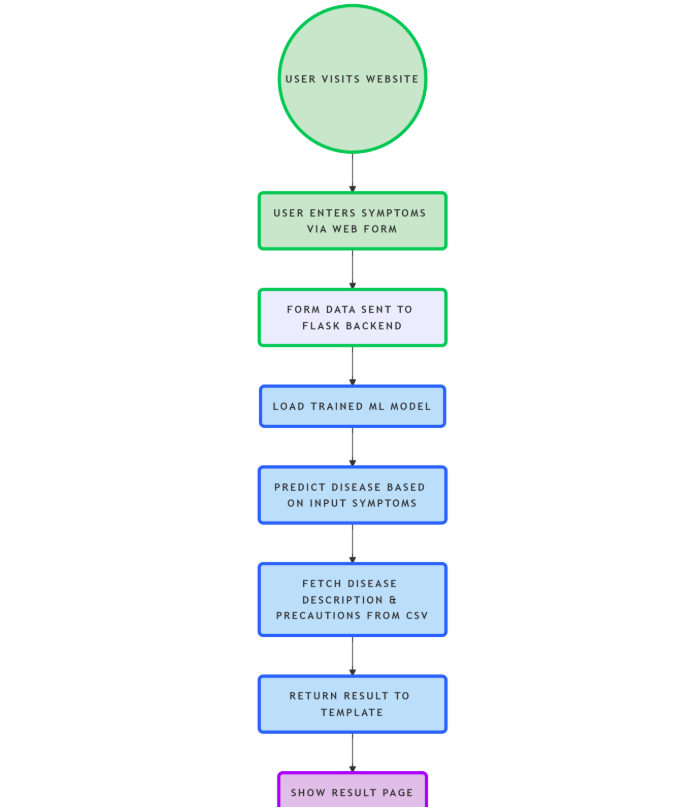 USER VISITS WEBSITE
USER ENTERS SYMPTOMS
VIA WEB FORM
FORM DATA SENT TO
FLASK BACKEND
LOAD TRAINED ML MODEL
PREDICT DISEASE BASED
ON INPUT SYMPTOMS
FETCH DISEASE
DESCRIPTION &
PRECAUTIONS FROM CSV
RETURN RESULT TO
TEMPLATE
SHOW RESULT PAGE